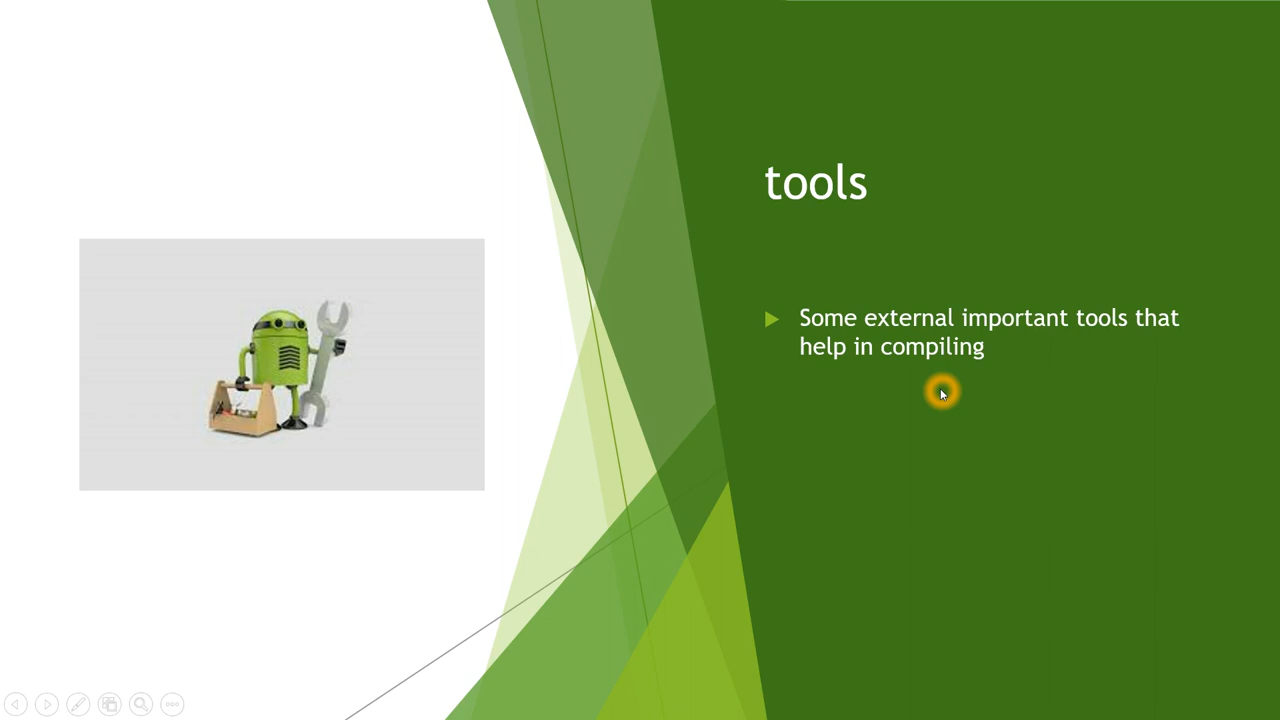 tools
Some external important tools that
help in compiling